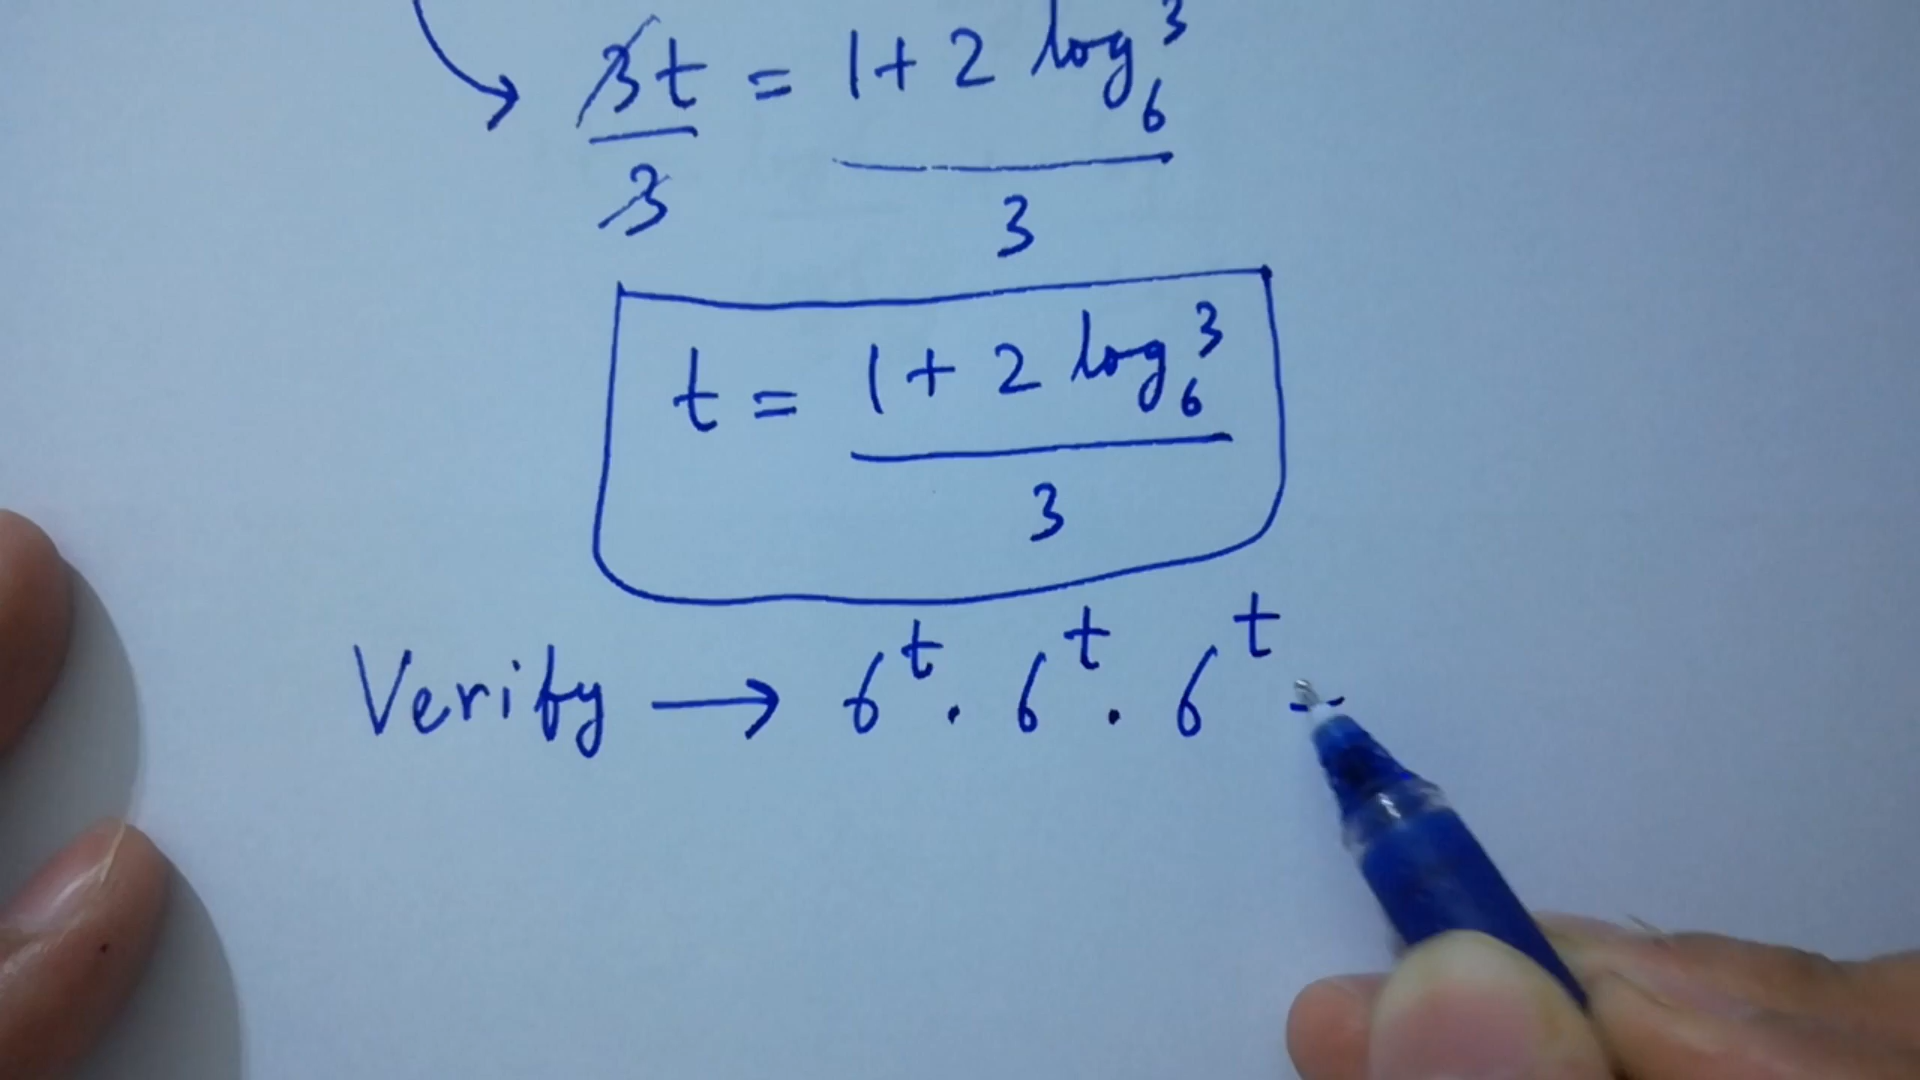 3t/3 = (1 + 2 log₆³)/3
t = (1 + 2 log₆³)/3
Verify → 6ᵗ . 6ᵗ . 6ᵗ =